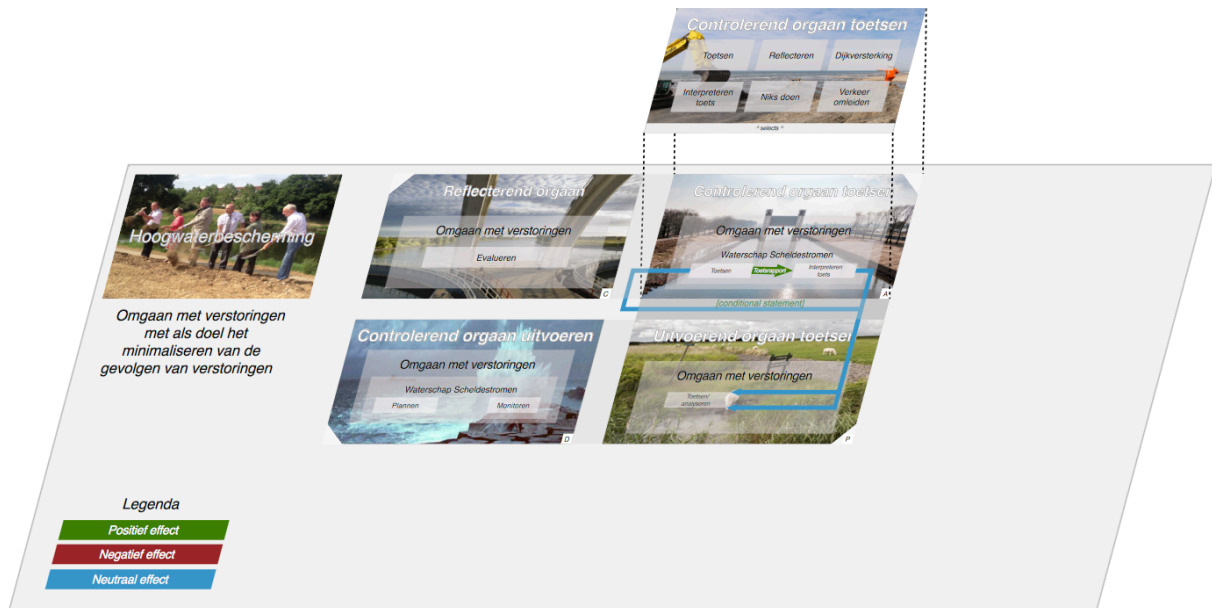 Controlerend orgaan toetsen
Toetsen
Reflecteren
Dijkversterking
Interpreteren
toets
Niks doen
Verkeer
omleiden
^ selects ^
Hoogwaterbescherming
Omgaan met verstoringen
met als doel het
minimaliseren van de
gevolgen van verstoringen
Reflecterend orgaan
Omgaan met verstoringen
Evalueren
C
Controlerend orgaan toetsen
Omgaan met verstoringen
Waterschap Scheldestromen
Toetsen
Toetsrapport
Interpreteren
toets
A
[conditional statement]
Controlerend orgaan uitvoeren
Omgaan met verstoringen
Waterschap Scheldestromen
Plannen
Monitoren
D
Uitvoerend orgaan toetsen
Omgaan met verstoringen
Toetsen/
analyseren
P
Legenda
Positief effect
Negatief effect
Neutraal effect